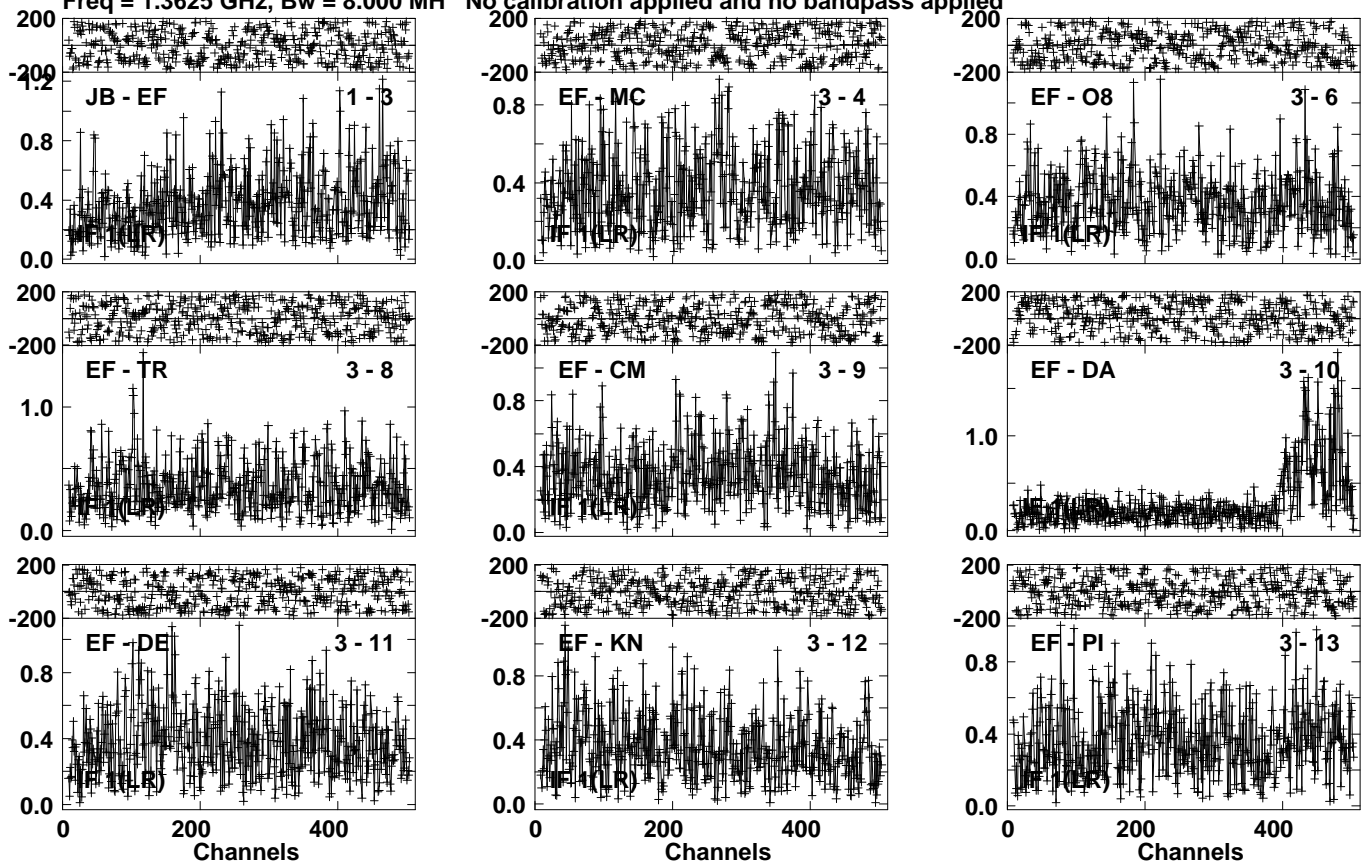 Freq = 1.3625 GHz, Bw = 8.000 MH No calibration applied and no bandpass applied
200 200 200
-200 -200 -200
1.2
JB - EF 1 - 3 EF - MC 3 - 4 EF - O8 3 - 6
0.8 0.8 0.8
0.4 0.4 0.4
IF 1(LR) IF 1(LR) IF 1(LR)
0.0 0.0 0.0
200 200 200
-200 -200 -200
EF - TR 3 - 8 EF - CM 3 - 9 EF - DA 3 - 10
1.0 0.8 1.0
0.4
IF 1(LR) IF 1(LR) IF 1(LR)
0.0 0.0 0.0
200 200 200
-200 -200 -200
EF - DE 3 - 11 EF - KN 3 - 12 EF - PI 3 - 13
0.8 0.8 0.8
0.4 0.4 0.4
IF 1(LR) IF 1(LR) IF 1(LR)
0.0 0.0 0.0
0 200 400 0 200 400 0 200 400
Channels Channels Channels